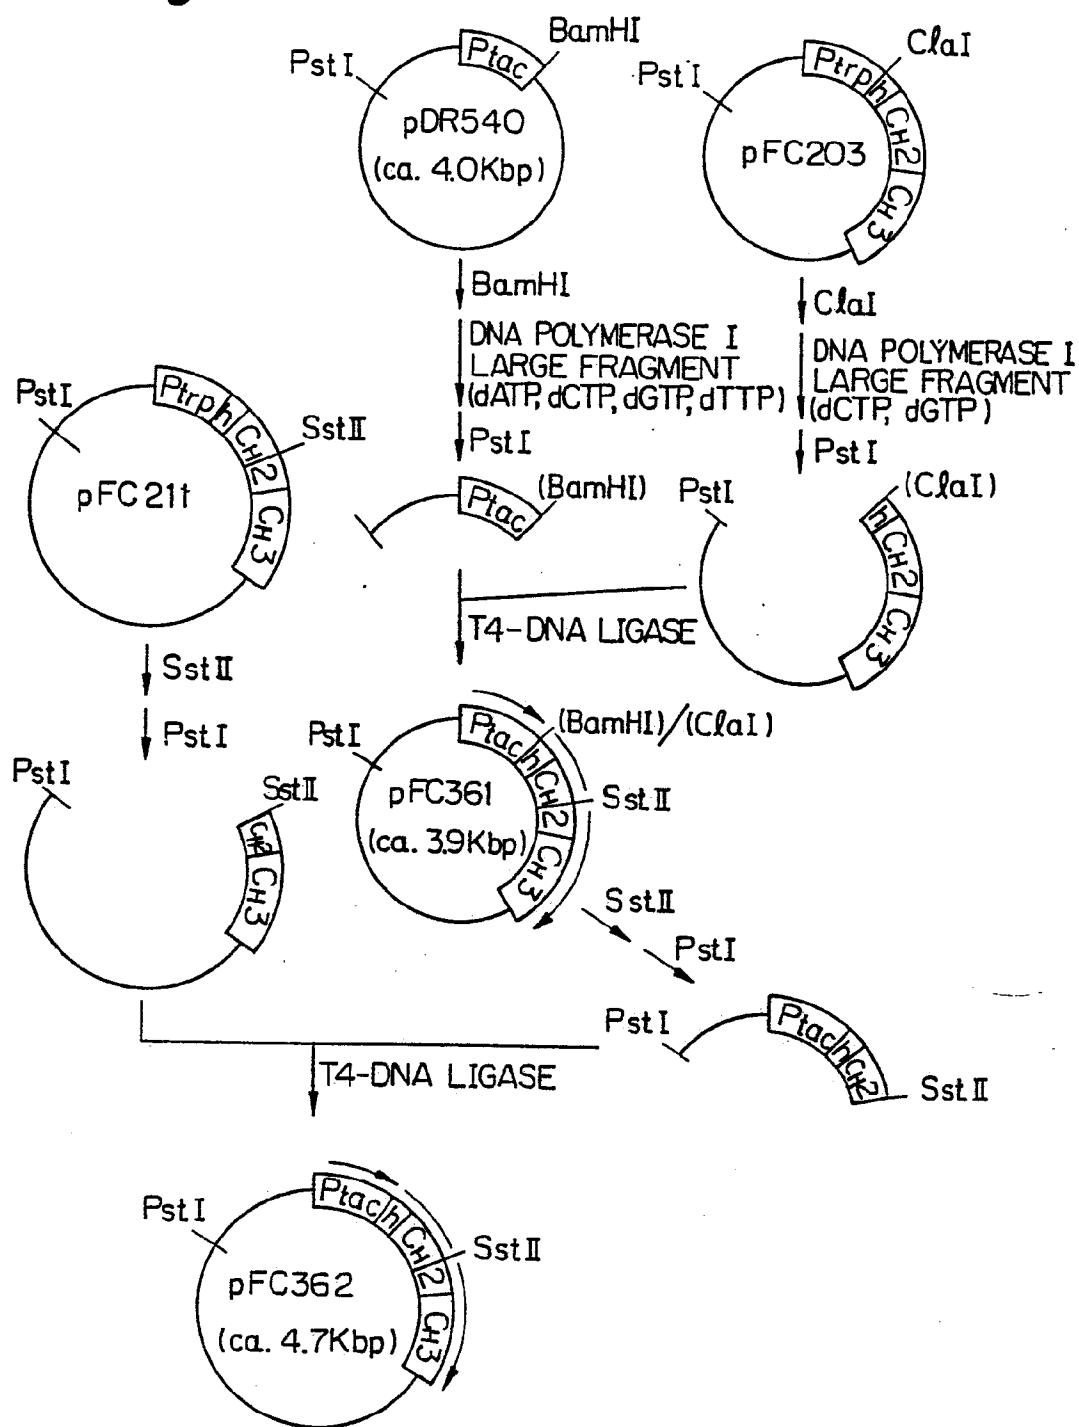 BamHI
PstI
Ptac
pDR540
(ca. 4.0Kbp)
ClaI
PstI
Ptrp
h
CH2
CH3
pFC203
BamHI
DNA POLYMERASE I
LARGE FRAGMENT
(dATP, dCTP, dGTP, dTTP)
PstI
ClaI
DNA POLYMERASE I
LARGE FRAGMENT
(dCTP, dGTP)
PstI
PstI
Ptrp
h
CH2
CH3
SstII
pFC211
Ptac
(BamHI)
PstI
(ClaI)
h
CH2
CH3
T4-DNA LIGASE
SstII
PstI
PstI
SstII
CH2
CH3
PstI
Ptac
h
CH2
CH3
(BamHI)/(ClaI)
SstII
pFC361
(ca. 3.9Kbp)
SstII
PstI
PstI
Ptac
h
CH2
SstII
T4-DNA LIGASE
PstI
Ptac
h
CH2
CH3
SstII
pFC362
(ca. 4.7Kbp)